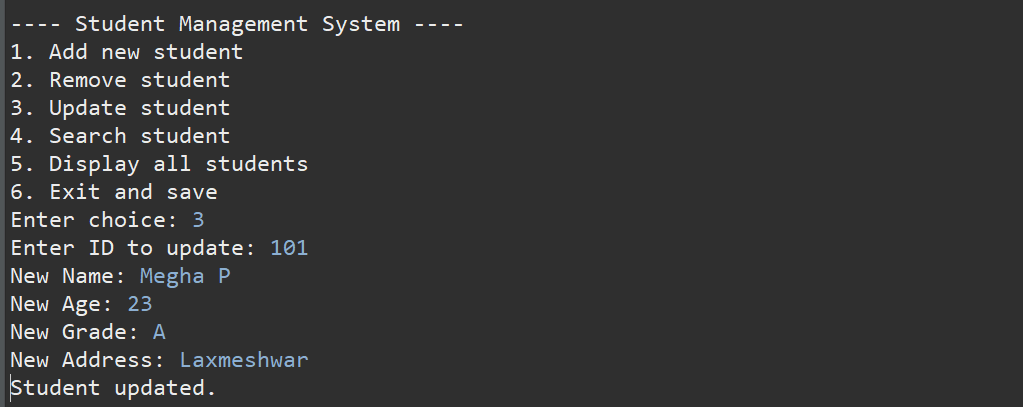 ---- Student Management System ----
1. Add new student
2. Remove student
3. Update student
4. Search student
5. Display all students
6. Exit and save
Enter choice: 3
Enter ID to update: 101
New Name: Megha P
New Age: 23
New Grade: A
New Address: Laxmeshwar
Student updated.